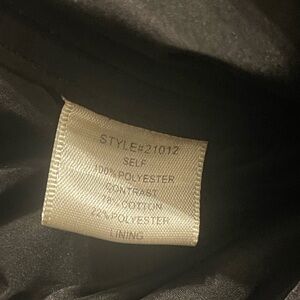 STYLE#21012
SELF
100%POLYESTER
CONTRAST
78%COTTON
22%POLYESTER
LINING